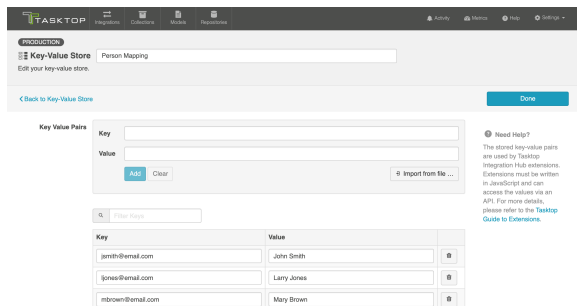 TASKTOP
Integrations
Collections
Models
Repositories
Activity
Metrics
Help
Settings
PRODUCTION
Key-Value Store
Person Mapping
Edit your key-value store.
Back to Key-Value Store
Done
Key Value Pairs
Key
Value
Add
Clear
Import from file ...
Need Help?
The stored key-value pairs
are used by Tasktop
Integration Hub extensions.
Extensions must be written
in JavaScript and can
access the values via an
API. For more details,
please refer to the Tasktop
Guide to Extensions.
Filter Keys
Key
Value
jsmith@email.com
John Smith
ljones@email.com
Larry Jones
mbrown@email.com
Mary Brown